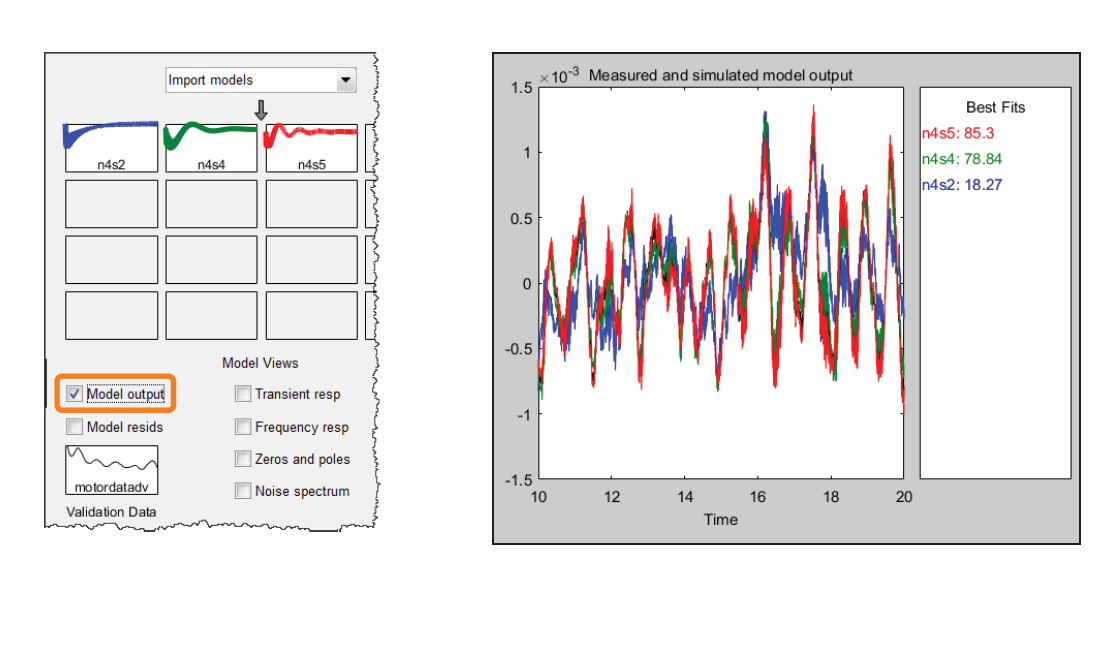 Import models
n4s2
n4s4
n4s5
Model Views
Model output
Transient resp
Model resids
Frequency resp
Zeros and poles
motordatadv
Noise spectrum
Validation Data
×10⁻³ Measured and simulated model output
1.5
1
0.5
0
-0.5
-1
-1.5
10 12 14 16 18 20
Time
Best Fits
n4s5: 85.3
n4s4: 78.84
n4s2: 18.27